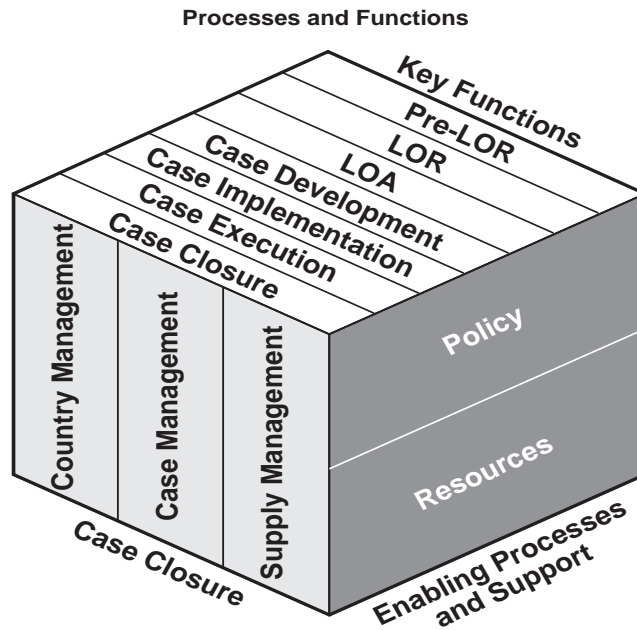 Processes and Functions
Key Functions
Pre-LOR
LOR
LOA
Case Development
Case Implementation
Case Execution
Case Closure
Country Management
Case Management
Supply Management
Policy
Resources
Case Closure
Enabling Processes
and Support